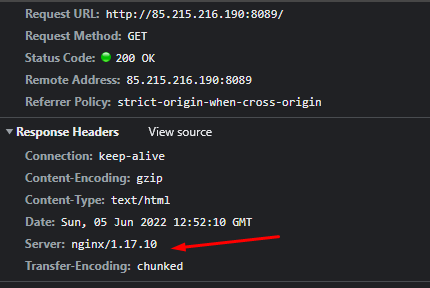 Request URL: http://85.215.216.190:8089/
Request Method: GET
Status Code: 200 OK
Remote Address: 85.215.216.190:8089
Referrer Policy: strict-origin-when-cross-origin
Response Headers View source
Connection: keep-alive
Content-Encoding: gzip
Content-Type: text/html
Date: Sun, 05 Jun 2022 12:52:10 GMT
Server: nginx/1.17.10
Transfer-Encoding: chunked